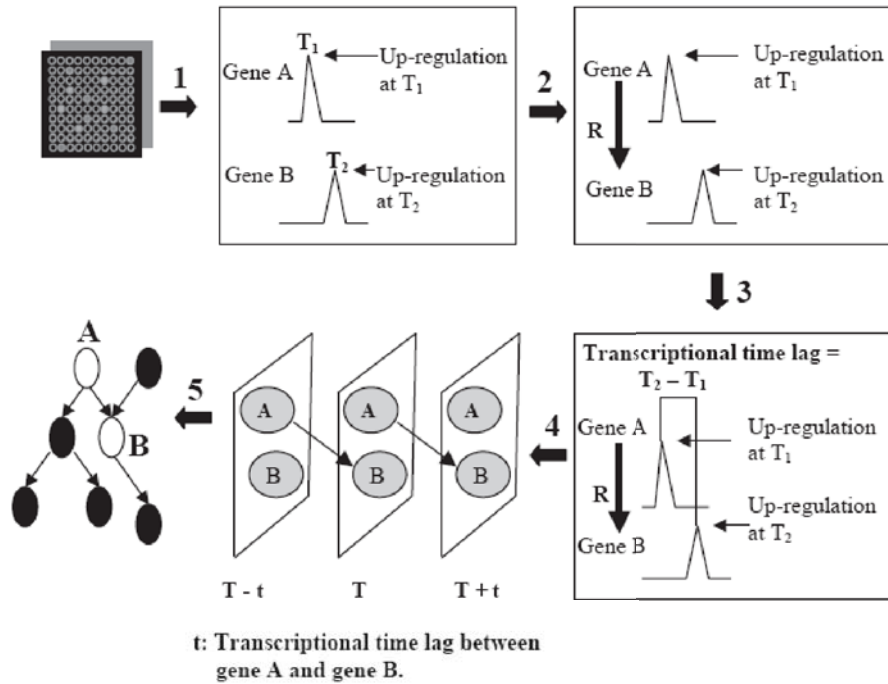 1
T₁
Gene A
Up-regulation
at T₁
Gene B
T₂
Up-regulation
at T₂
2
Gene A
Up-regulation
at T₁
R
Gene B
Up-regulation
at T₂
3
Transcriptional time lag =
T₂ – T₁
Gene A
Up-regulation
at T₁
R
Gene B
Up-regulation
at T₂
4
A
B
A
B
A
B
T - t
T
T + t
t: Transcriptional time lag between
gene A and gene B.
5
A
B